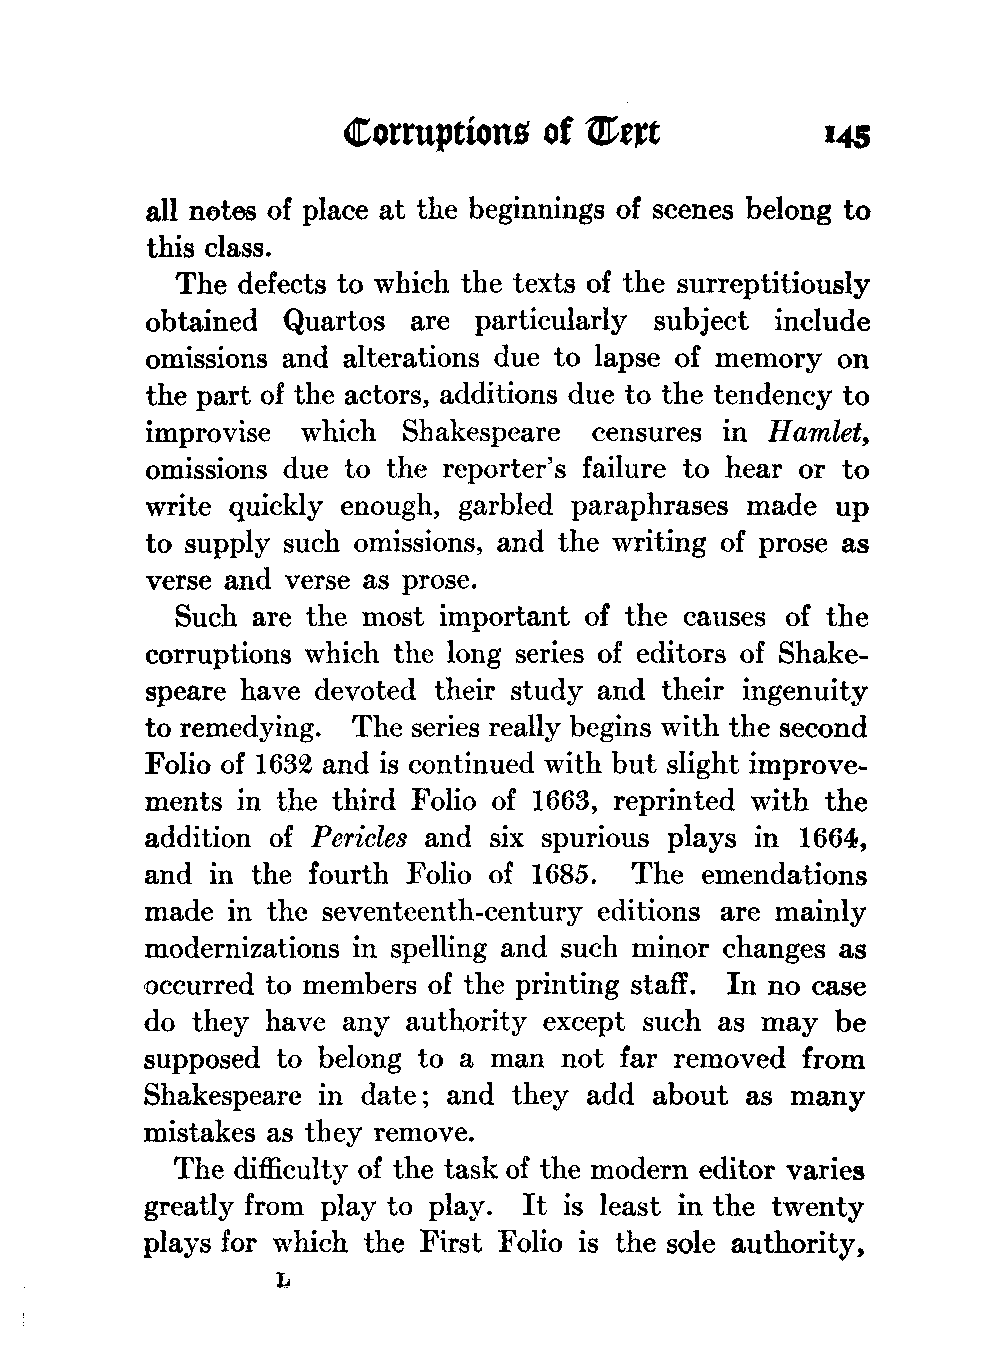 Corruptions of Text 145
all notes of place at the beginnings of scenes belong to
this class.
The defects to which the texts of the surreptitiously
obtained Quartos are particularly subject include
omissions and alterations due to lapse of memory on
the part of the actors, additions due to the tendency to
improvise which Shakespeare censures in Hamlet,
omissions due to the reporter's failure to hear or to
write quickly enough, garbled paraphrases made up
to supply such omissions, and the writing of prose as
verse and verse as prose.
Such are the most important of the causes of the
corruptions which the long series of editors of Shake-
speare have devoted their study and their ingenuity
to remedying. The series really begins with the second
Folio of 1632 and is continued with but slight improve-
ments in the third Folio of 1663, reprinted with the
addition of Pericles and six spurious plays in 1664,
and in the fourth Folio of 1685. The emendations
made in the seventeenth-century editions are mainly
modernizations in spelling and such minor changes as
occurred to members of the printing staff. In no case
do they have any authority except such as may be
supposed to belong to a man not far removed from
Shakespeare in date; and they add about as many
mistakes as they remove.
The difficulty of the task of the modern editor varies
greatly from play to play. It is least in the twenty
plays for which the First Folio is the sole authority,
L